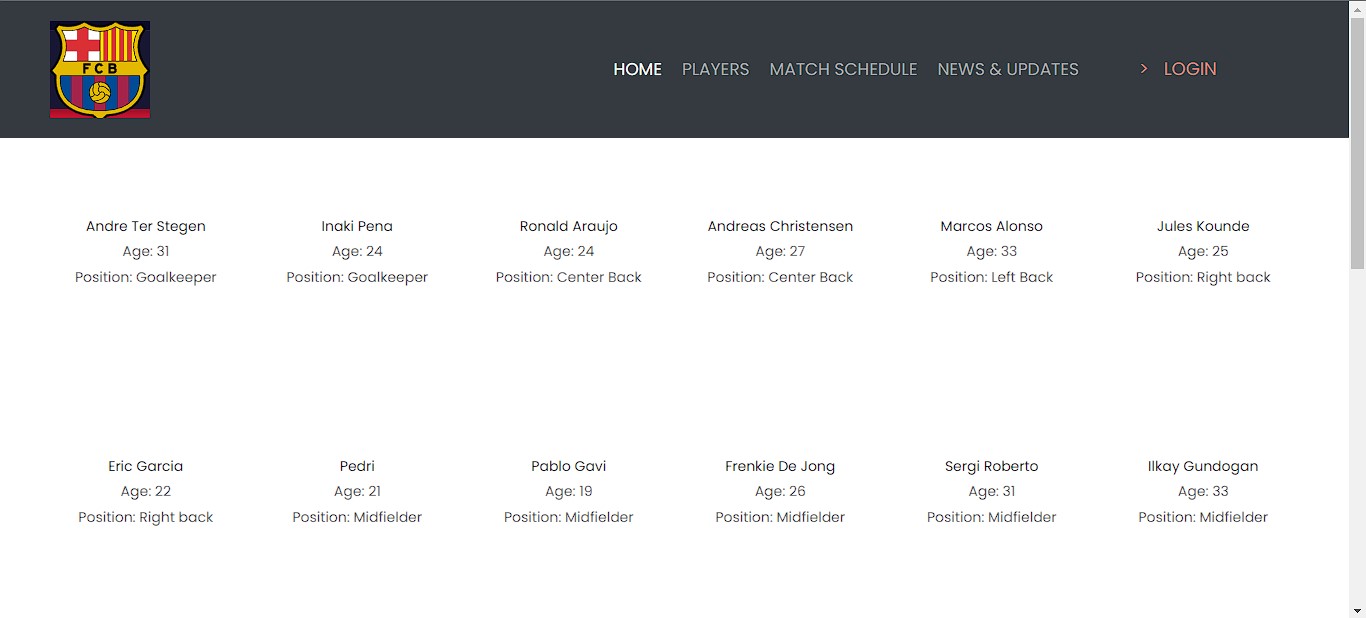 FCB
HOME PLAYERS MATCH SCHEDULE NEWS & UPDATES > LOGIN
Andre Ter Stegen Inaki Pena Ronald Araujo Andreas Christensen Marcos Alonso Jules Kounde
Age: 31 Age: 24 Age: 24 Age: 27 Age: 33 Age: 25
Position: Goalkeeper Position: Goalkeeper Position: Center Back Position: Center Back Position: Left Back Position: Right back
Eric Garcia Pedri Pablo Gavi Frenkie De Jong Sergi Roberto Ilkay Gundogan
Age: 22 Age: 21 Age: 19 Age: 26 Age: 31 Age: 33
Position: Right back Position: Midfielder Position: Midfielder Position: Midfielder Position: Midfielder Position: Midfielder